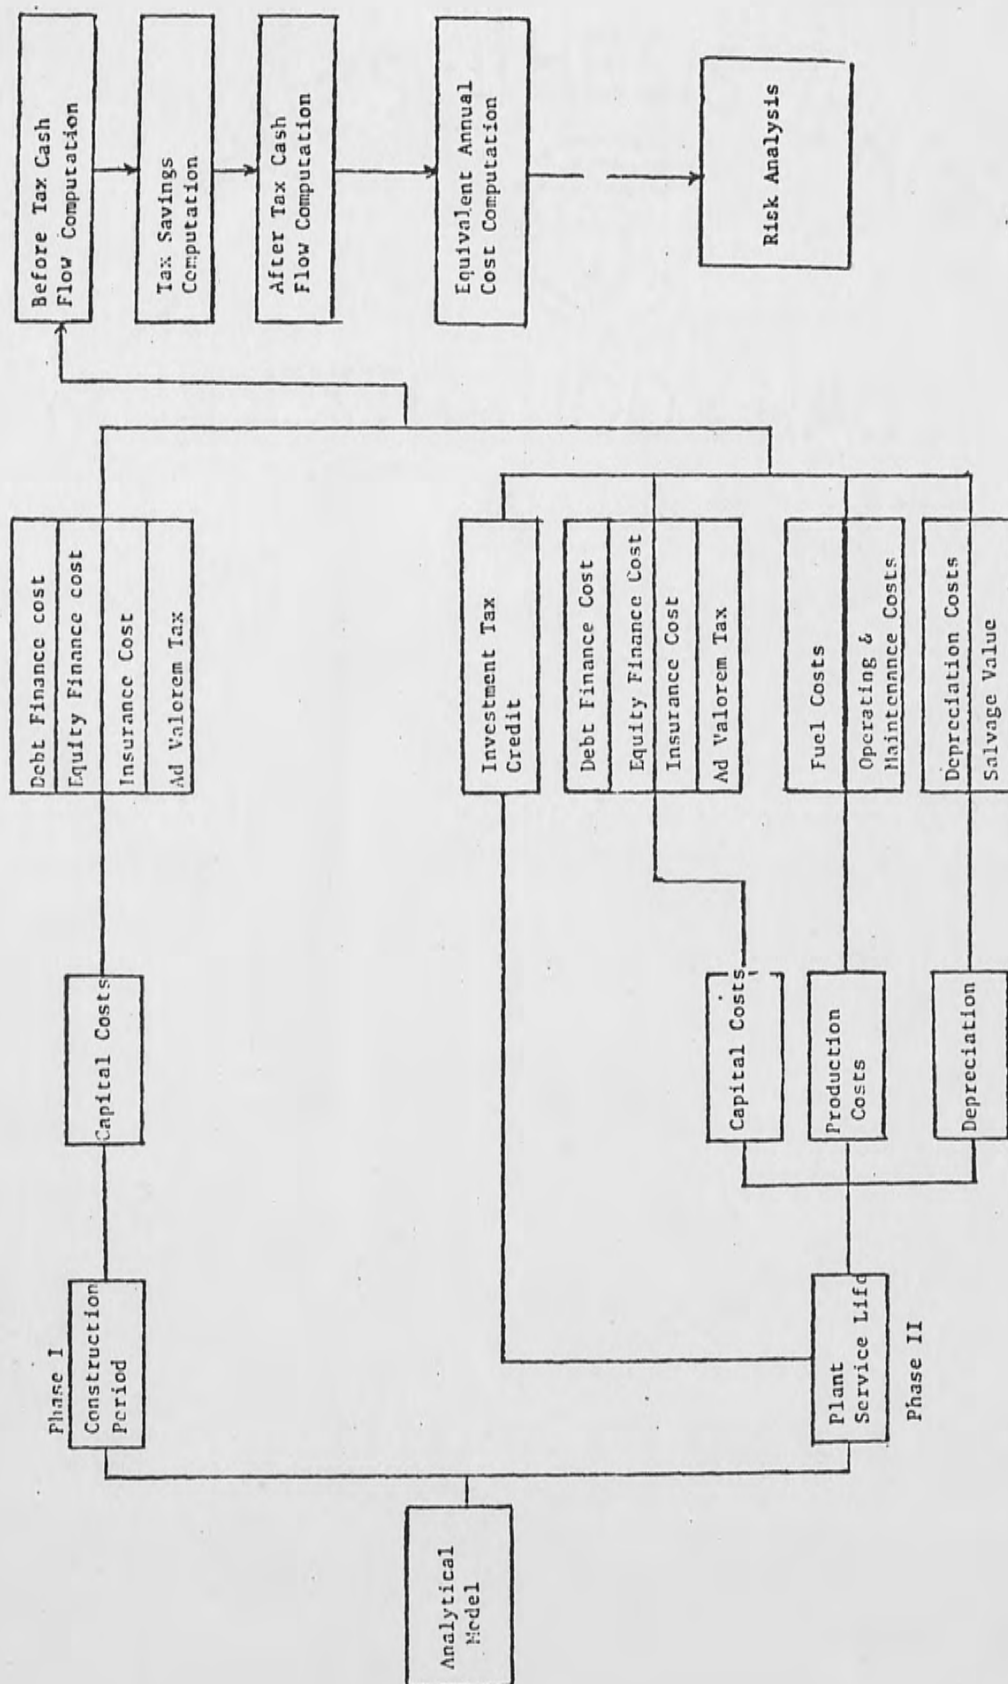 Analytical
Model
Phase I
Construction
Period
Plant
Service Life
Phase II
Capital Costs
Capital Costs
Production
Costs
Depreciation
Debt Finance cost
Equity Finance cost
Insurance Cost
Ad Valorem Tax
Investment Tax
Credit
Debt Finance Cost
Equity Finance Cost
Insurance Cost
Ad Valorem Tax
Fuel Costs
Operating &
Maintenance Costs
Depreciation Costs
Salvage Value
Before Tax Cash
Flow Computation
Tax Savings
Computation
After Tax Cash
Flow Computation
Equivalent Annual
Cost Computation
Risk Analysis